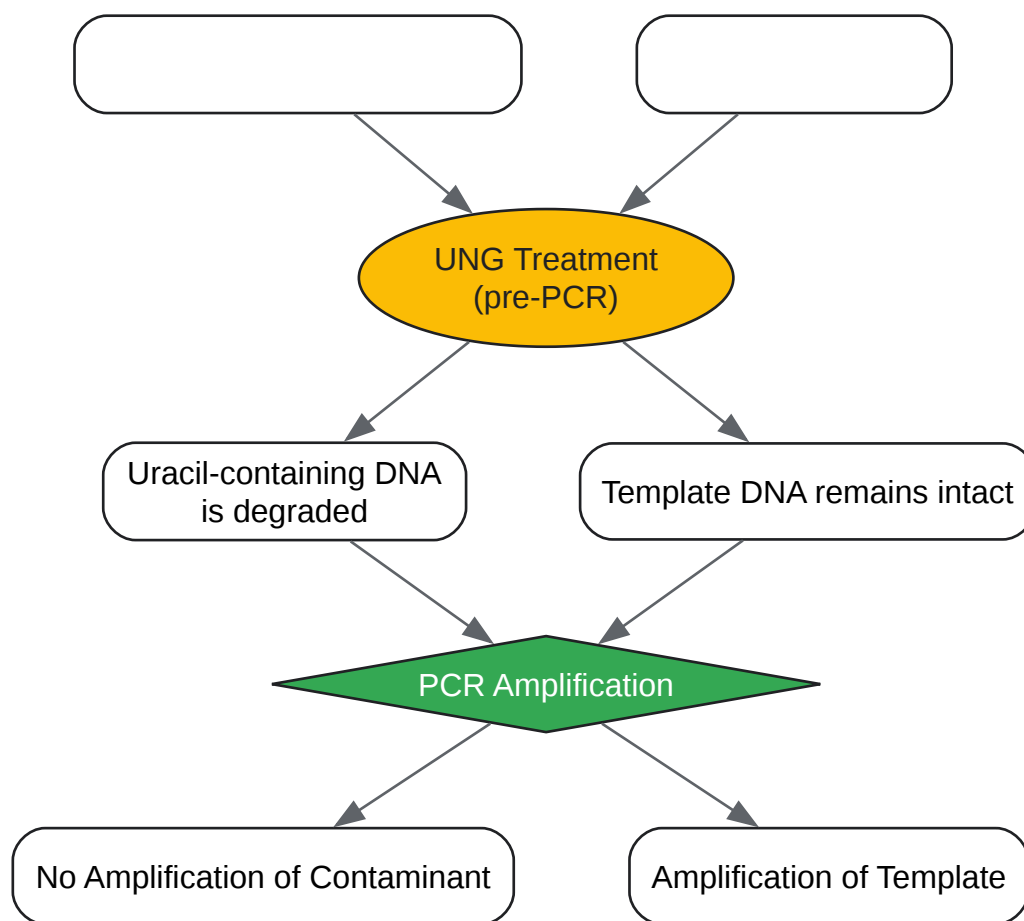 UNG Treatment
(pre-PCR)
Uracil-containing DNA
is degraded
Template DNA remains intact
PCR Amplification
No Amplification of Contaminant
Amplification of Template